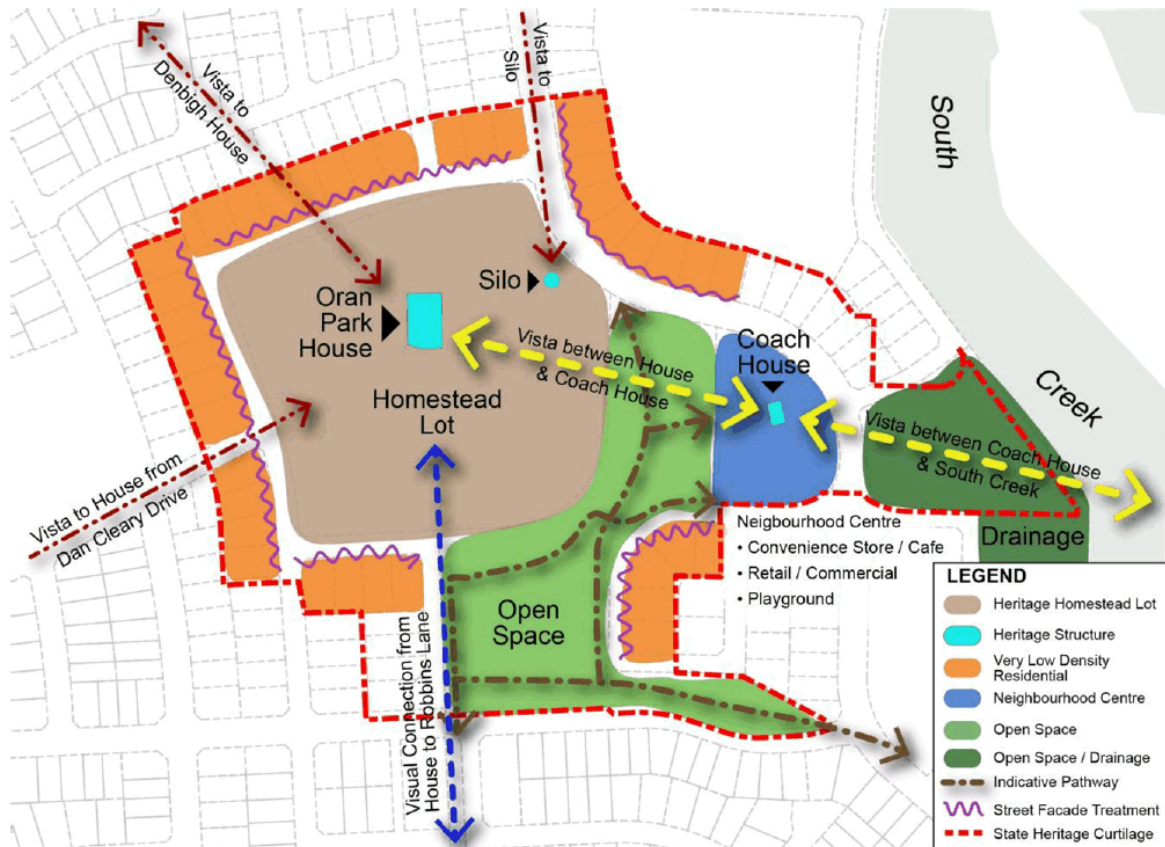 Vista to
Denbigh House
Vista to
Silo
South
Creek
Silo
Oran
Park
House
Coach
House
Vista between House
& Coach House
Homestead
Lot
Vista between Coach House
& South Creek
Vista to House from
Dan Cleary Drive
Drainage
Neigbourhood Centre
• Convenience Store / Cafe
• Retail / Commercial
• Playground
Open
Space
Visual Connection from
House to Robbins Lane
LEGEND
Heritage Homestead Lot
Heritage Structure
Very Low Density
Residential
Neighbourhood Centre
Open Space
Open Space / Drainage
Indicative Pathway
Street Facade Treatment
State Heritage Curtilage